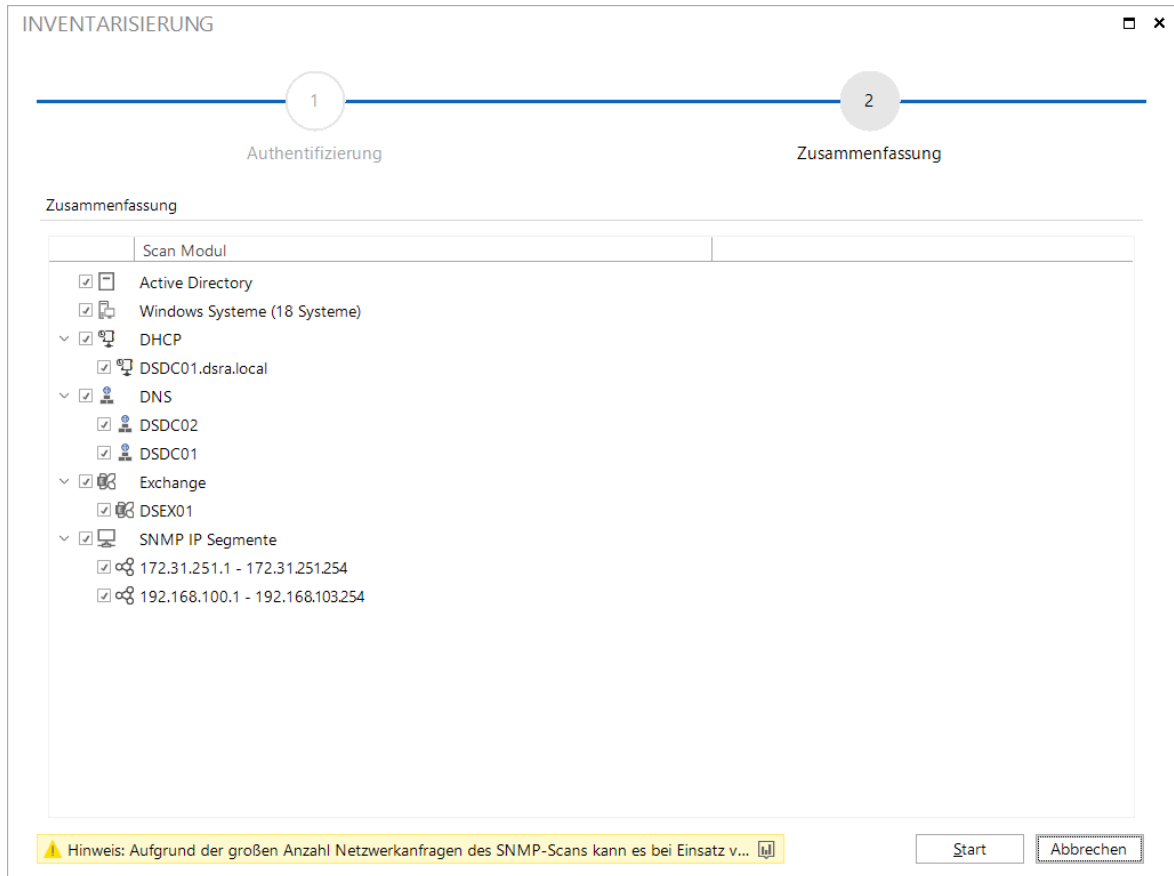 INVENTARISIERUNG
1
2
Authentifizierung
Zusammenfassung
Zusammenfassung
Scan Modul
Active Directory
Windows Systeme (18 Systeme)
DHCP
DSDC01.dsra.local
DNS
DSDC02
DSDC01
Exchange
DSEX01
SNMP IP Segmente
172.31.251.1 - 172.31.251.254
192.168.100.1 - 192.168.103.254
Hinweis: Aufgrund der großen Anzahl Netzwerkanfragen des SNMP-Scans kann es bei Einsatz v...
Start
Abbrechen